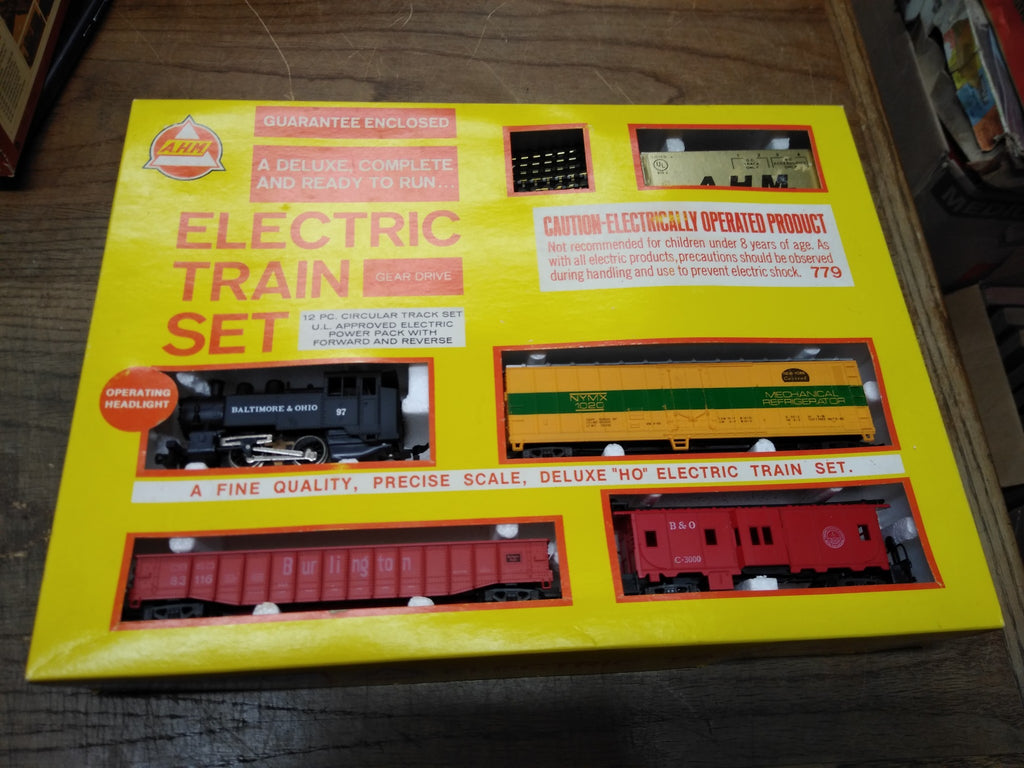 A.H.M.
GUARANTEE ENCLOSED
A DELUXE, COMPLETE
AND READY TO RUN...
ELECTRIC
TRAIN
SET
GEAR DRIVE
12 PC. CIRCULAR TRACK SET
U.L. APPROVED ELECTRIC
POWER PACK WITH
FORWARD AND REVERSE
UL
AHM
CAUTION-ELECTRICALLY OPERATED PRODUCT
Not recommended for children under 8 years of age. As
with all electric products, precautions should be observed
during handling and use to prevent electric shock. 779
OPERATING
HEADLIGHT
BALTIMORE & OHIO 97
NYMX
1020
MECHANICAL
REFRIGERATOR
A FINE QUALITY, PRECISE SCALE, DELUXE "HO" ELECTRIC TRAIN SET.
83116
Burlington
B & O
C-3000